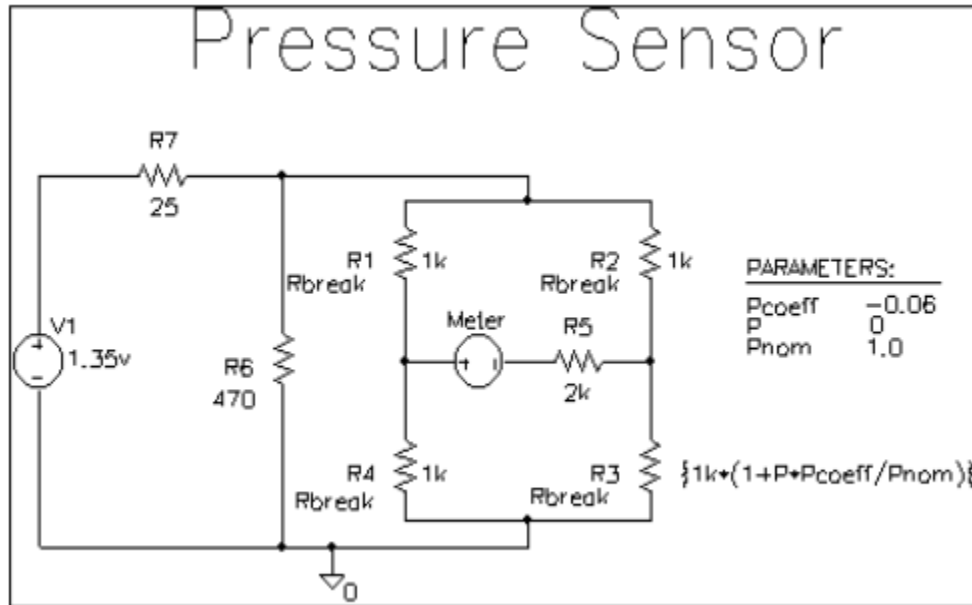 Pressure Sensor
R7
25
R1
1k
Rbreak
R2
1k
Rbreak
PARAMETERS:
Pcoeff -0.06
P 0
Pnom 1.0
V1
+
1.35v
-
Meter
+
-
R5
2k
R6
470
R4
1k
Rbreak
R3
Rbreak
{1k*(1+P*Pcoeff/Pnom)}
0